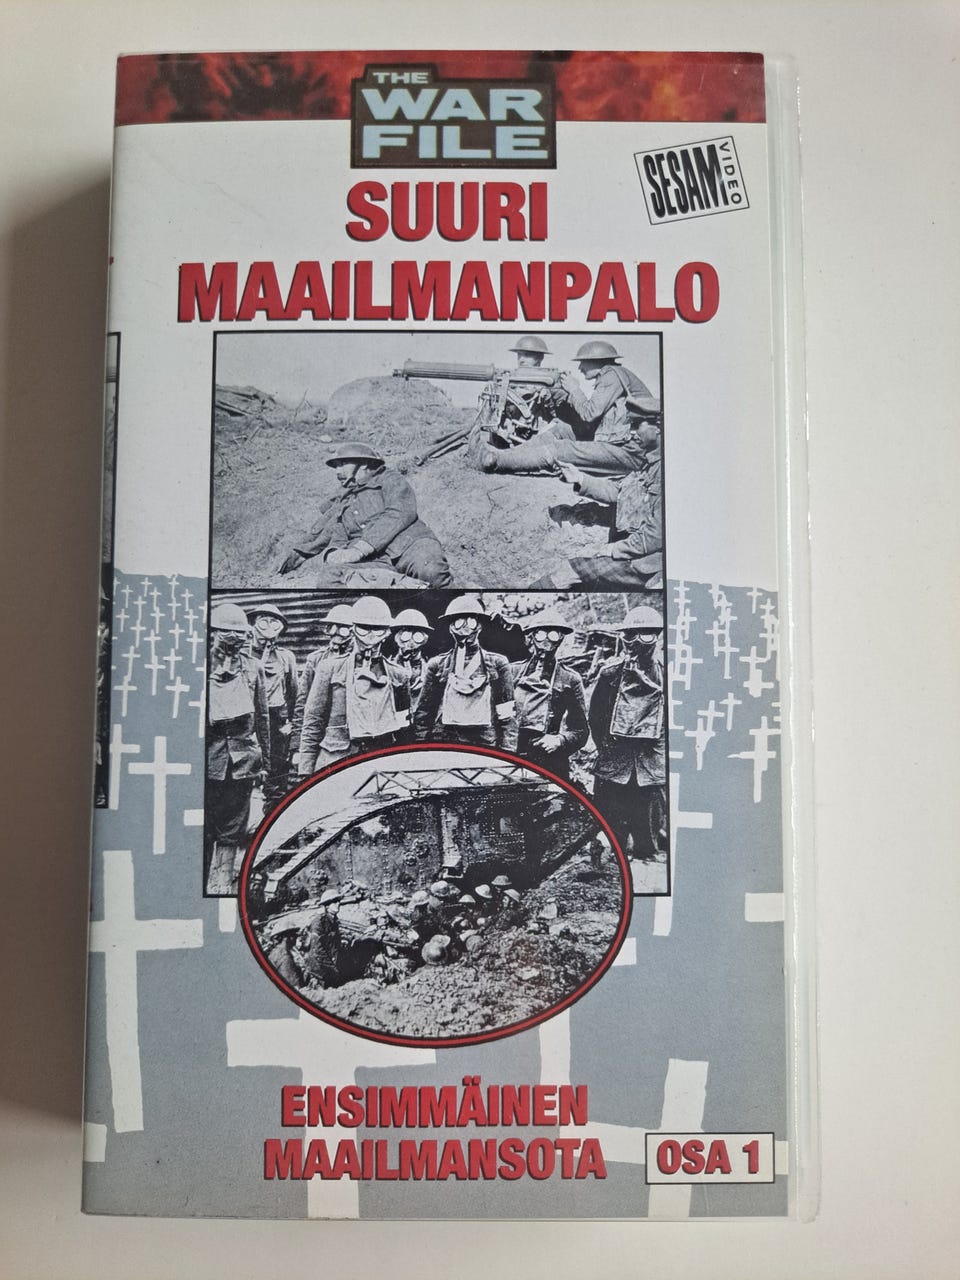 THE
WAR
FILE
SESAM
VIDEO
SUURI
MAAILMANPALO
ENSIMMÄINEN
MAAILMANSOTA
OSA 1